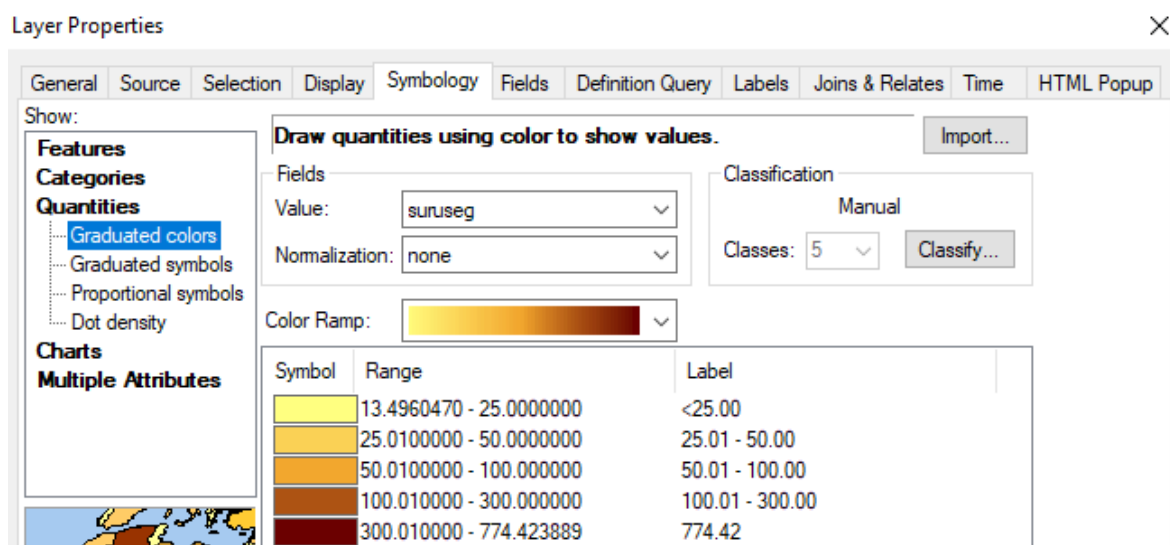 Layer Properties
General Source Selection Display Symbology Fields Definition Query Labels Joins & Relates Time HTML Popup
Show:
Features
Categories
Quantities
Graduated colors
Graduated symbols
Proportional symbols
Dot density
Charts
Multiple Attributes
Draw quantities using color to show values.
Import...
Fields
Value: suruseg
Normalization: none
Classification
Manual
Classes: 5 Classify...
Color Ramp:
Symbol Range Label
13.4960470 - 25.0000000 <25.00
25.0100000 - 50.0000000 25.01 - 50.00
50.0100000 - 100.000000 50.01 - 100.00
100.010000 - 300.000000 100.01 - 300.00
300.010000 - 774.423889 774.42